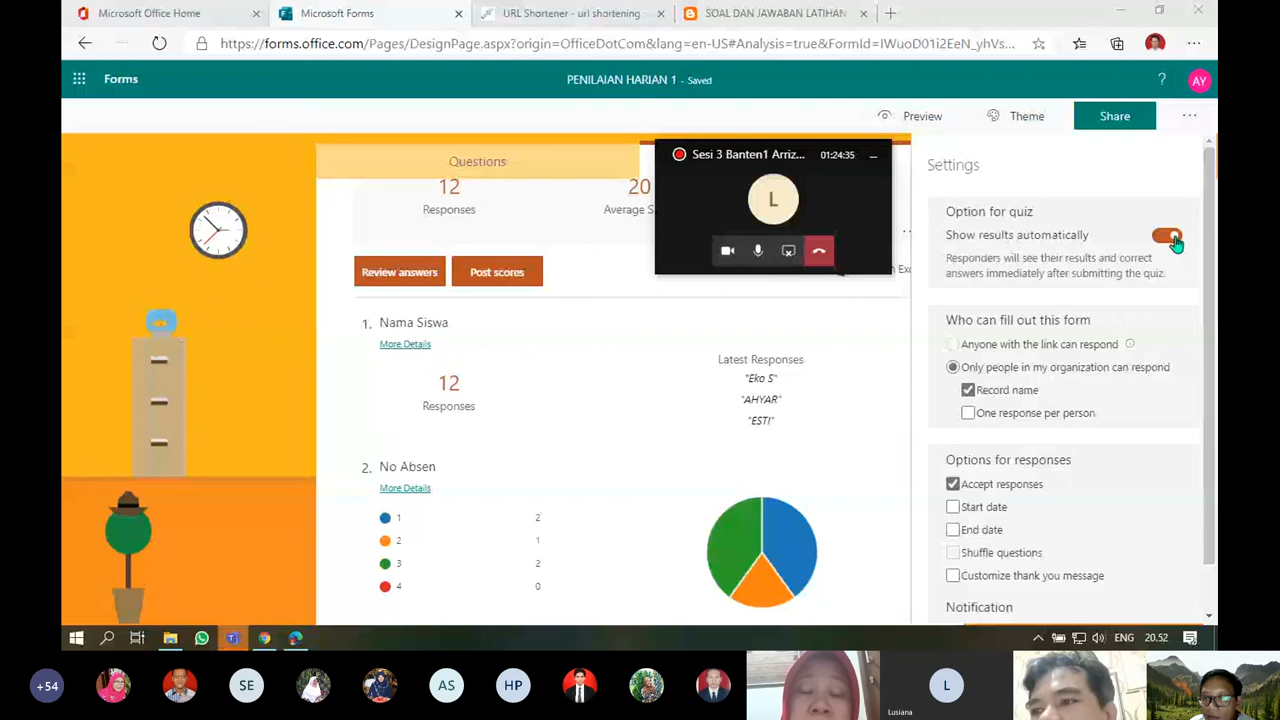 Microsoft Office Home
Microsoft Forms
URL Shortener - url shortening
SOAL DAN JAWABAN LATIHAN
https://forms.office.com/Pages/DesignPage.aspx?origin=OfficeDotCom&lang=en-US#Analysis=true&FormId=IWuoD01i2EeN_yhVs...
Forms
PENILAIAN HARIAN 1 - Saved
?
AY
Preview
Theme
Share
Questions
12
Responses
20
Average S
Sesi 3 Banten1 Arriz...
01:24:35
L
Review answers
Post scores
Exc
1. Nama Siswa
More Details
12
Responses
Latest Responses
"Eko S"
"AHYAR"
"ESTI"
2. No Absen
More Details
1 2
2 1
3 2
4 0
Settings
Option for quiz
Show results automatically
Responders will see their results and correct
answers immediately after submitting the quiz.
Who can fill out this form
Anyone with the link can respond
Only people in my organization can respond
Record name
One response per person
Options for responses
Accept responses
Start date
End date
Shuffle questions
Customize thank you message
Notification
ENG
20.52
+54
SE
AS
HP
L
Lusiana